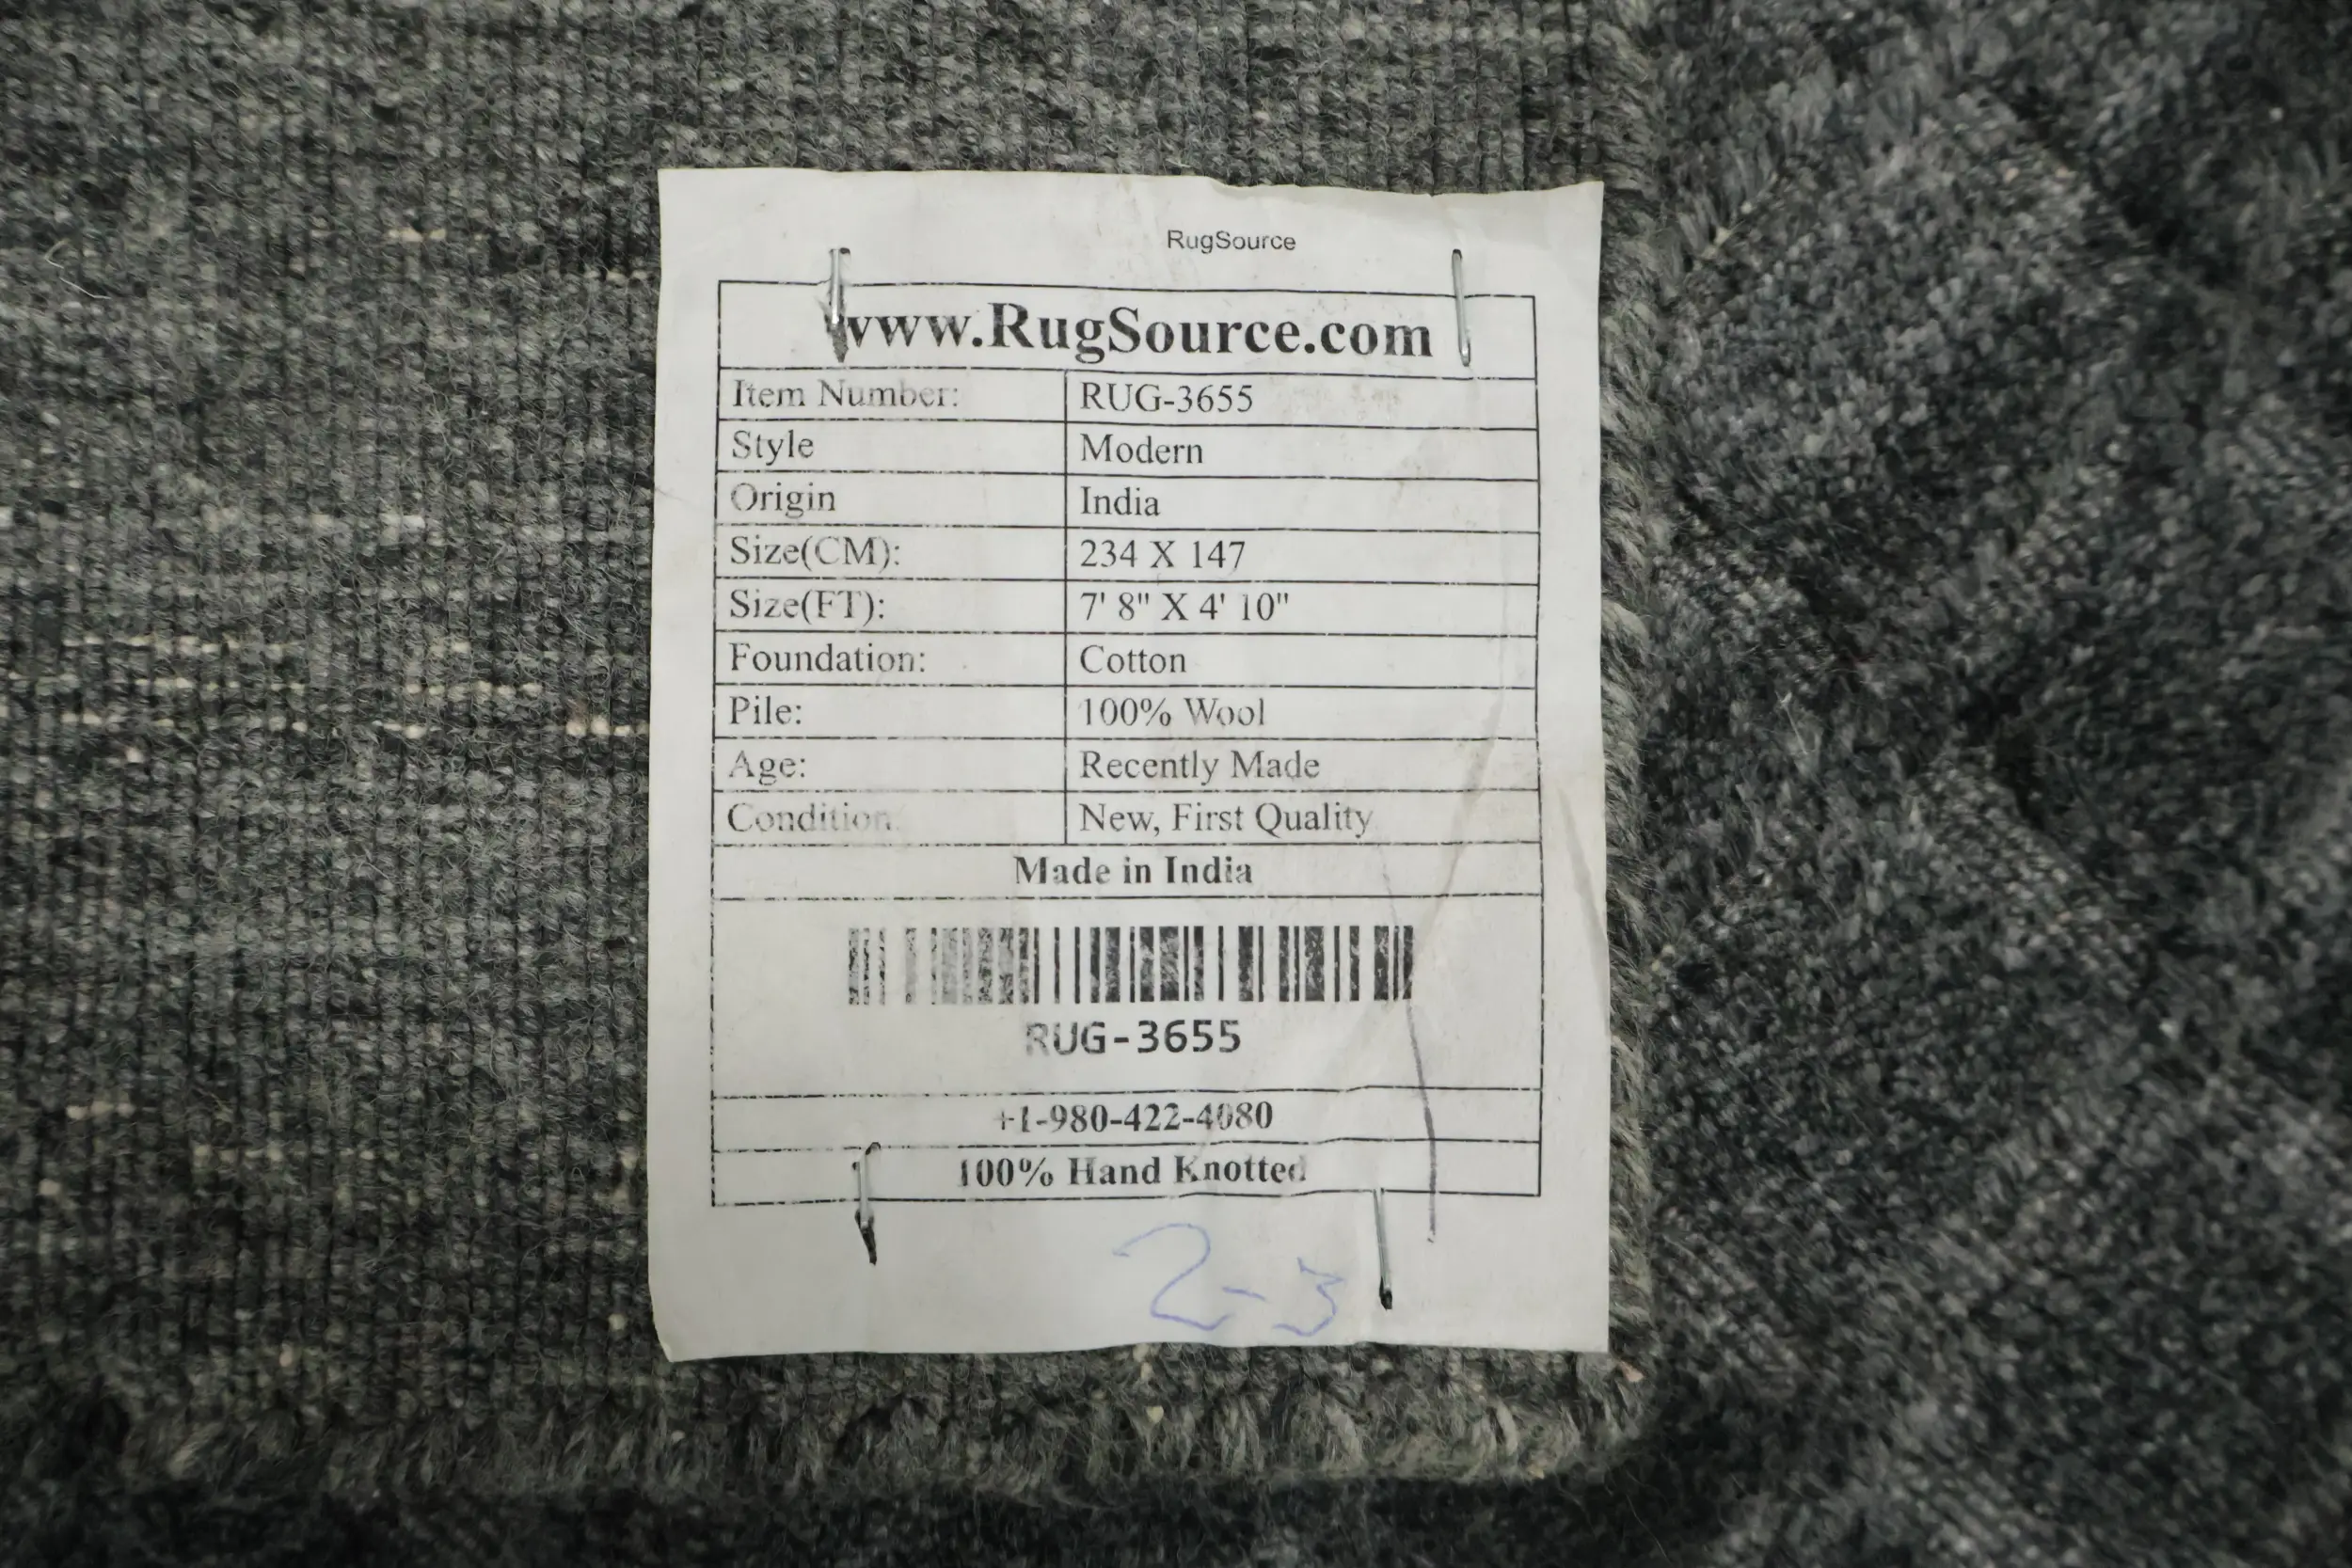 RugSource
www.RugSource.com
Item Number: RUG-3655
Style Modern
Origin India
Size(CM): 234 X 147
Size(FT): 7' 8" X 4' 10"
Foundation: Cotton
Pile: 100% Wool
Age: Recently Made
Condition: New, First Quality
Made in India
RUG-3655
+1-980-422-4080
100% Hand Knotted
2-3